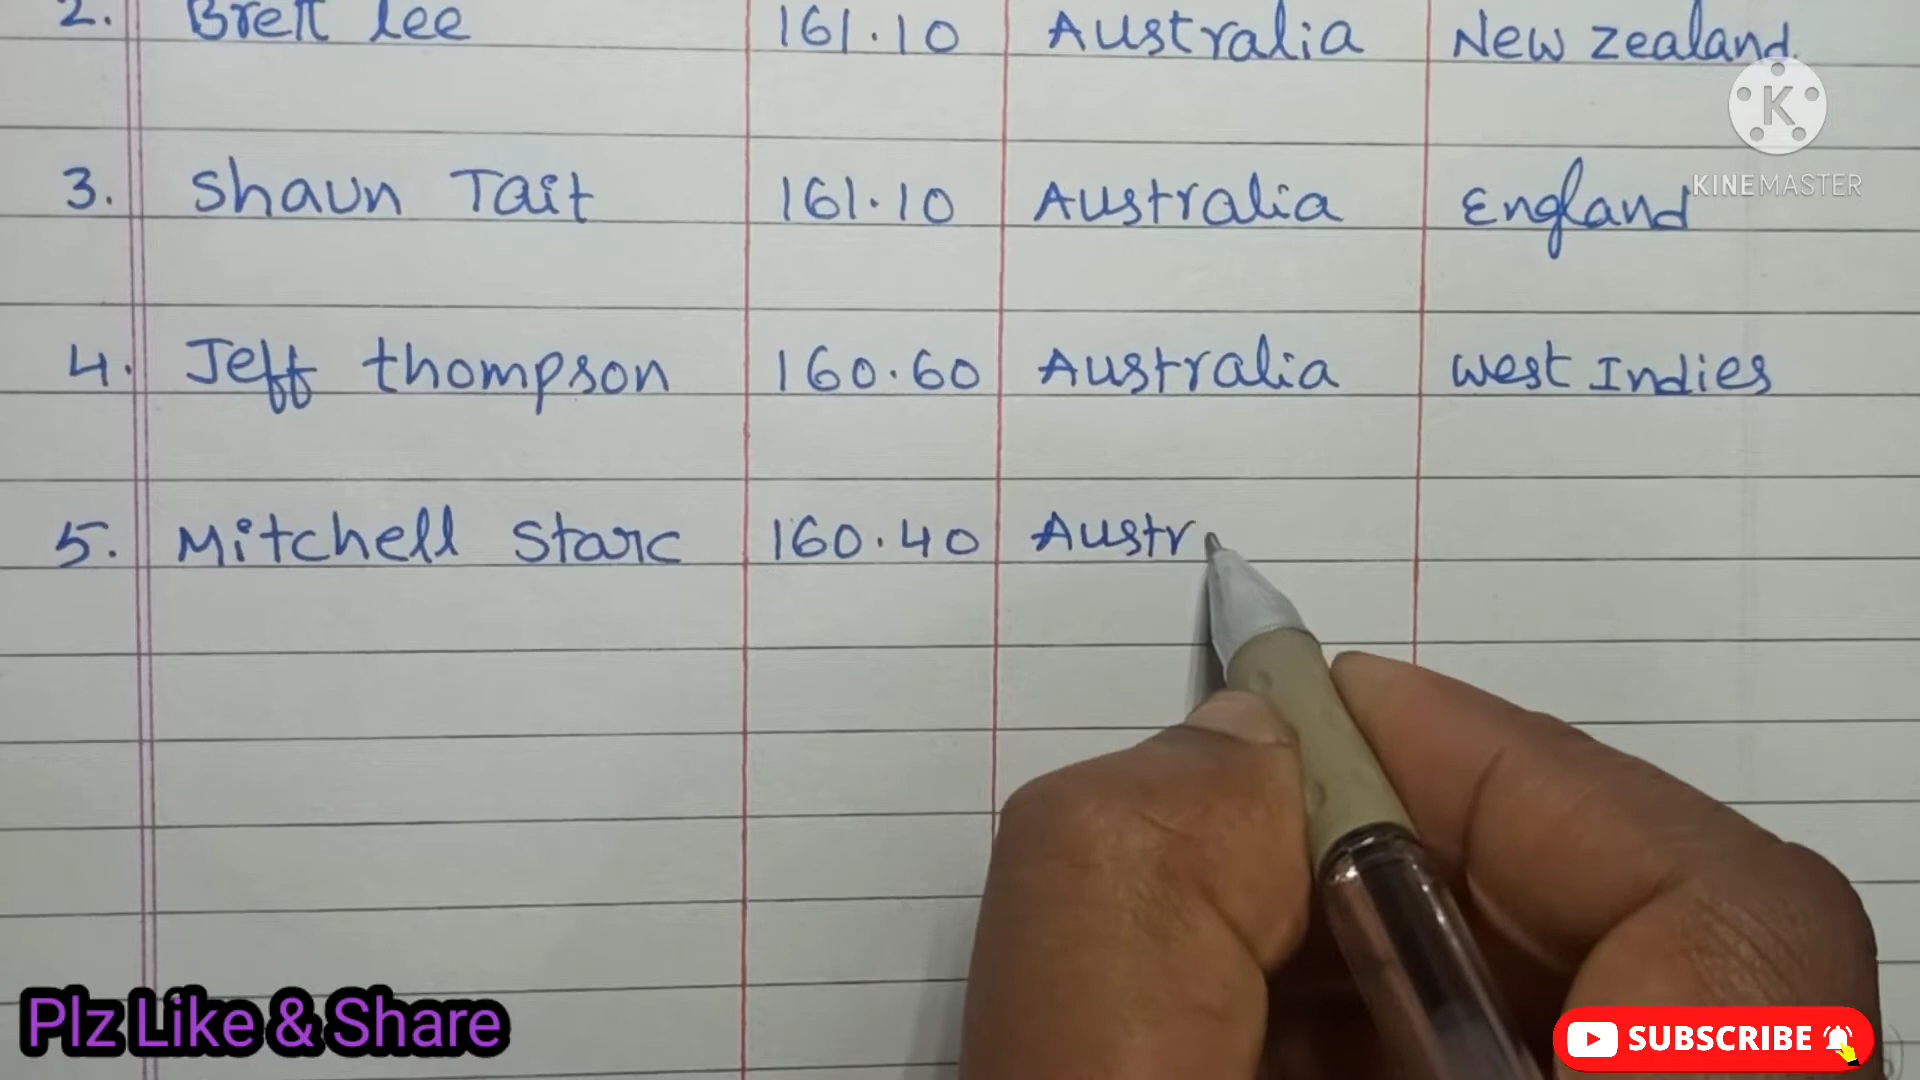 2. Brett lee 161.10 Australia New zealand
KINEMASTER
3. Shaun Tait 161.10 Australia England
4. Jeff thompson 160.60 Australia west Indies
5. Mitchell Starc 160.40 Austr
Plz Like & Share
SUBSCRIBE